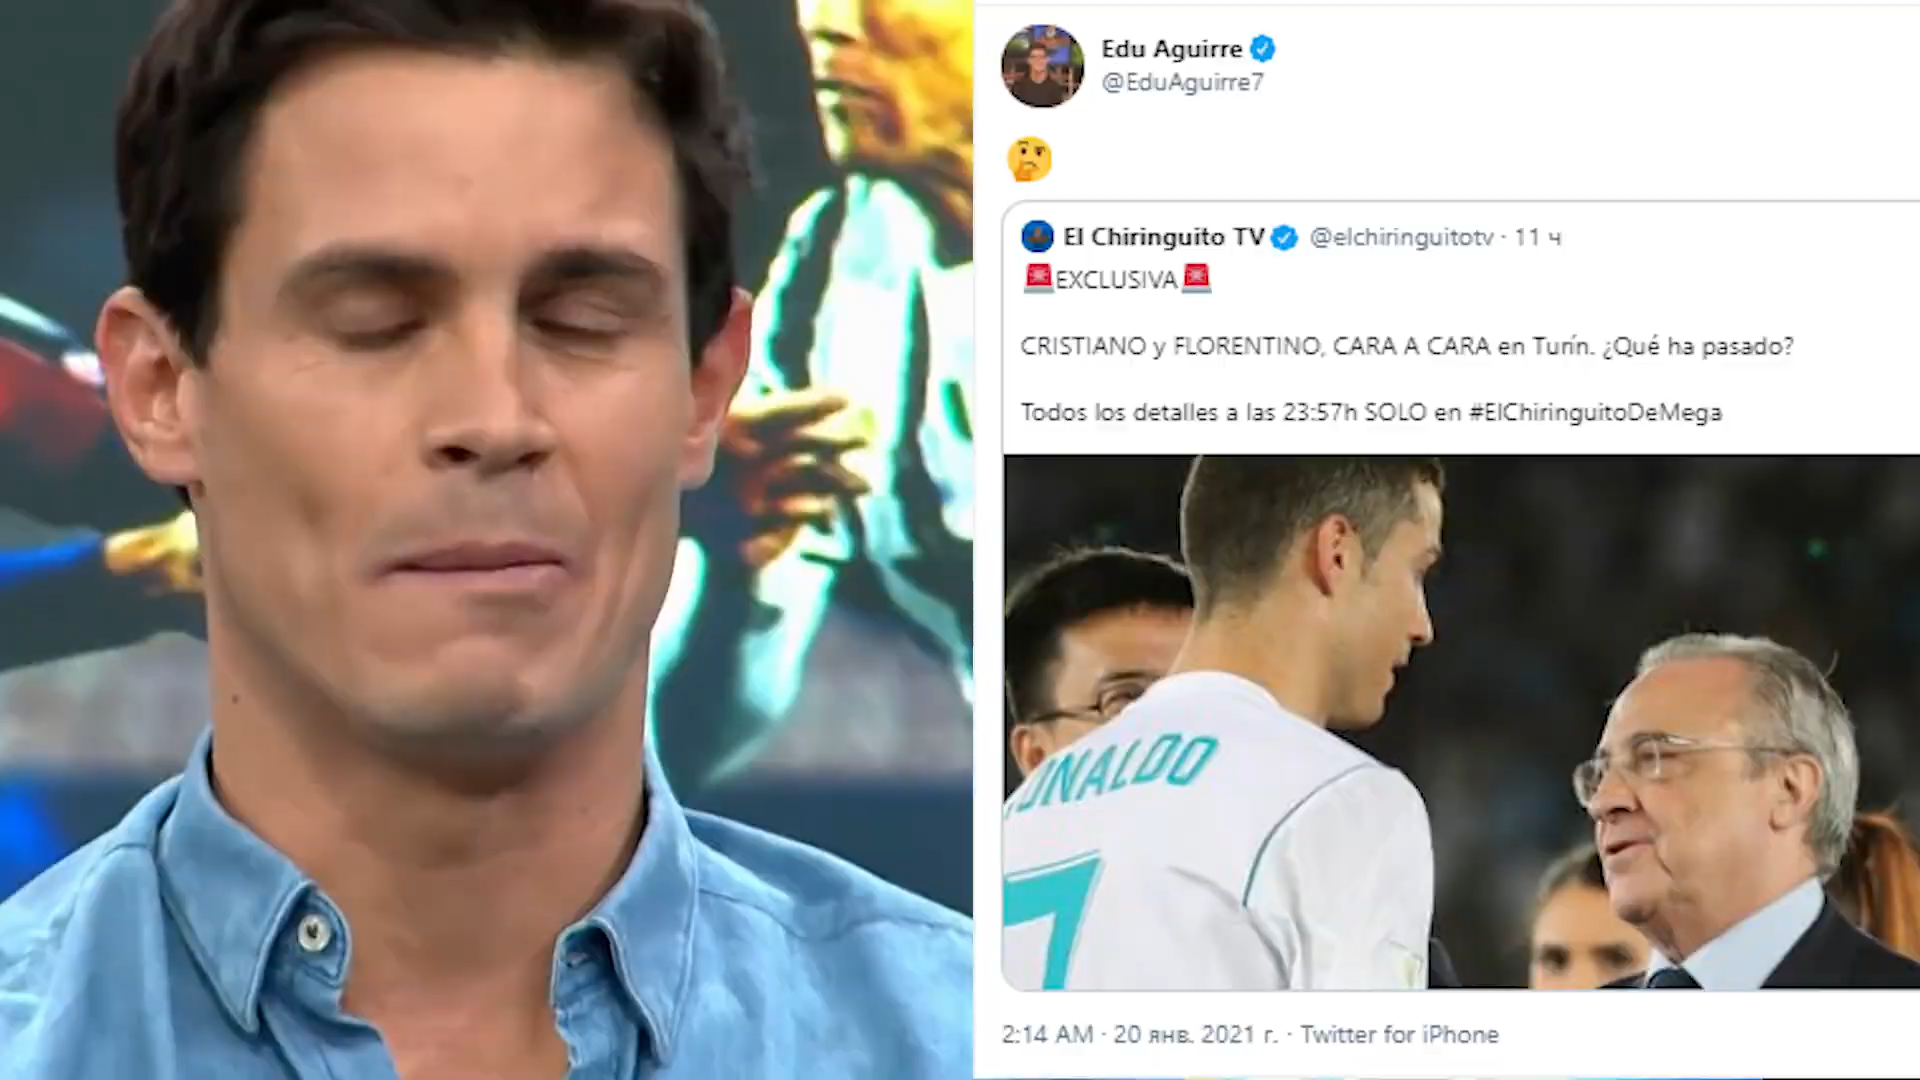 Edu Aguirre
@EduAguirre7
🤔
El Chiringuito TV @elchiringuitotv · 11 ч
🚨EXCLUSIVA🚨
CRISTIANO y FLORENTINO, CARA A CARA en Turín. ¿Qué ha pasado?
Todos los detalles a las 23:57h SOLO en #ElChiringuitoDeMega
ONALDO
7
2:14 AM · 20 янв. 2021 г. · Twitter for iPhone